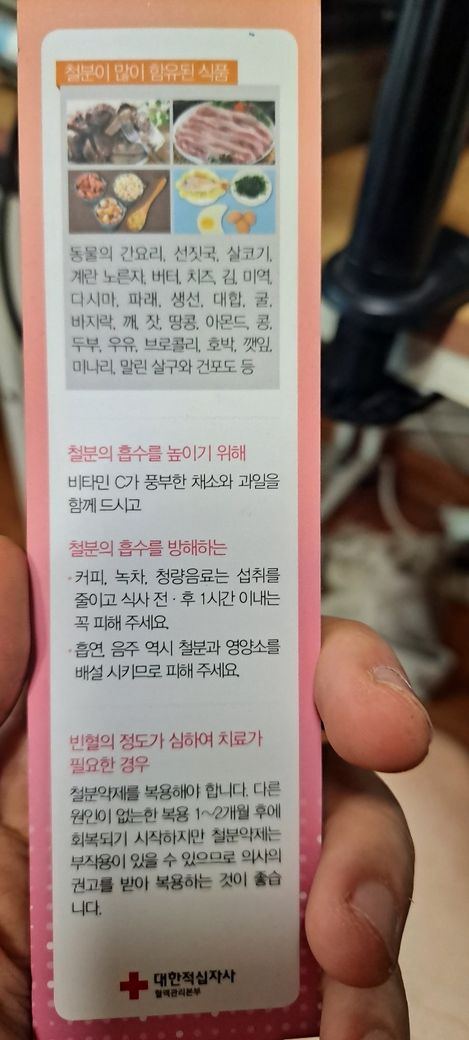 철분이 많이 함유된 식품
동물의 간요리, 선짓국, 살코기,
계란 노른자, 버터, 치즈, 김, 미역,
다시마, 파래, 생선, 대합, 굴,
바지락, 깨, 잣, 땅콩, 아몬드, 콩,
두부, 우유, 브로콜리, 호박, 깻잎,
미나리, 말린 살구와 건포도 등
철분의 흡수를 높이기 위해
비타민 C가 풍부한 채소와 과일을
함께 드시고
철분의 흡수를 방해하는
• 커피, 녹차, 청량음료는 섭취를
줄이고 식사 전 · 후 1시간 이내는
꼭 피해 주세요.
• 흡연, 음주 역시 철분과 영양소를
배설 시키므로 피해 주세요.
빈혈의 정도가 심하여 치료가
필요한 경우
철분약제를 복용해야 합니다. 다른
원인이 없는한 복용 1~2개월 후에
회복되기 시작하지만 철분약제는
부작용이 있을 수 있으므로 의사의
권고를 받아 복용하는 것이 좋습
니다.
대한적십자사
혈액관리본부